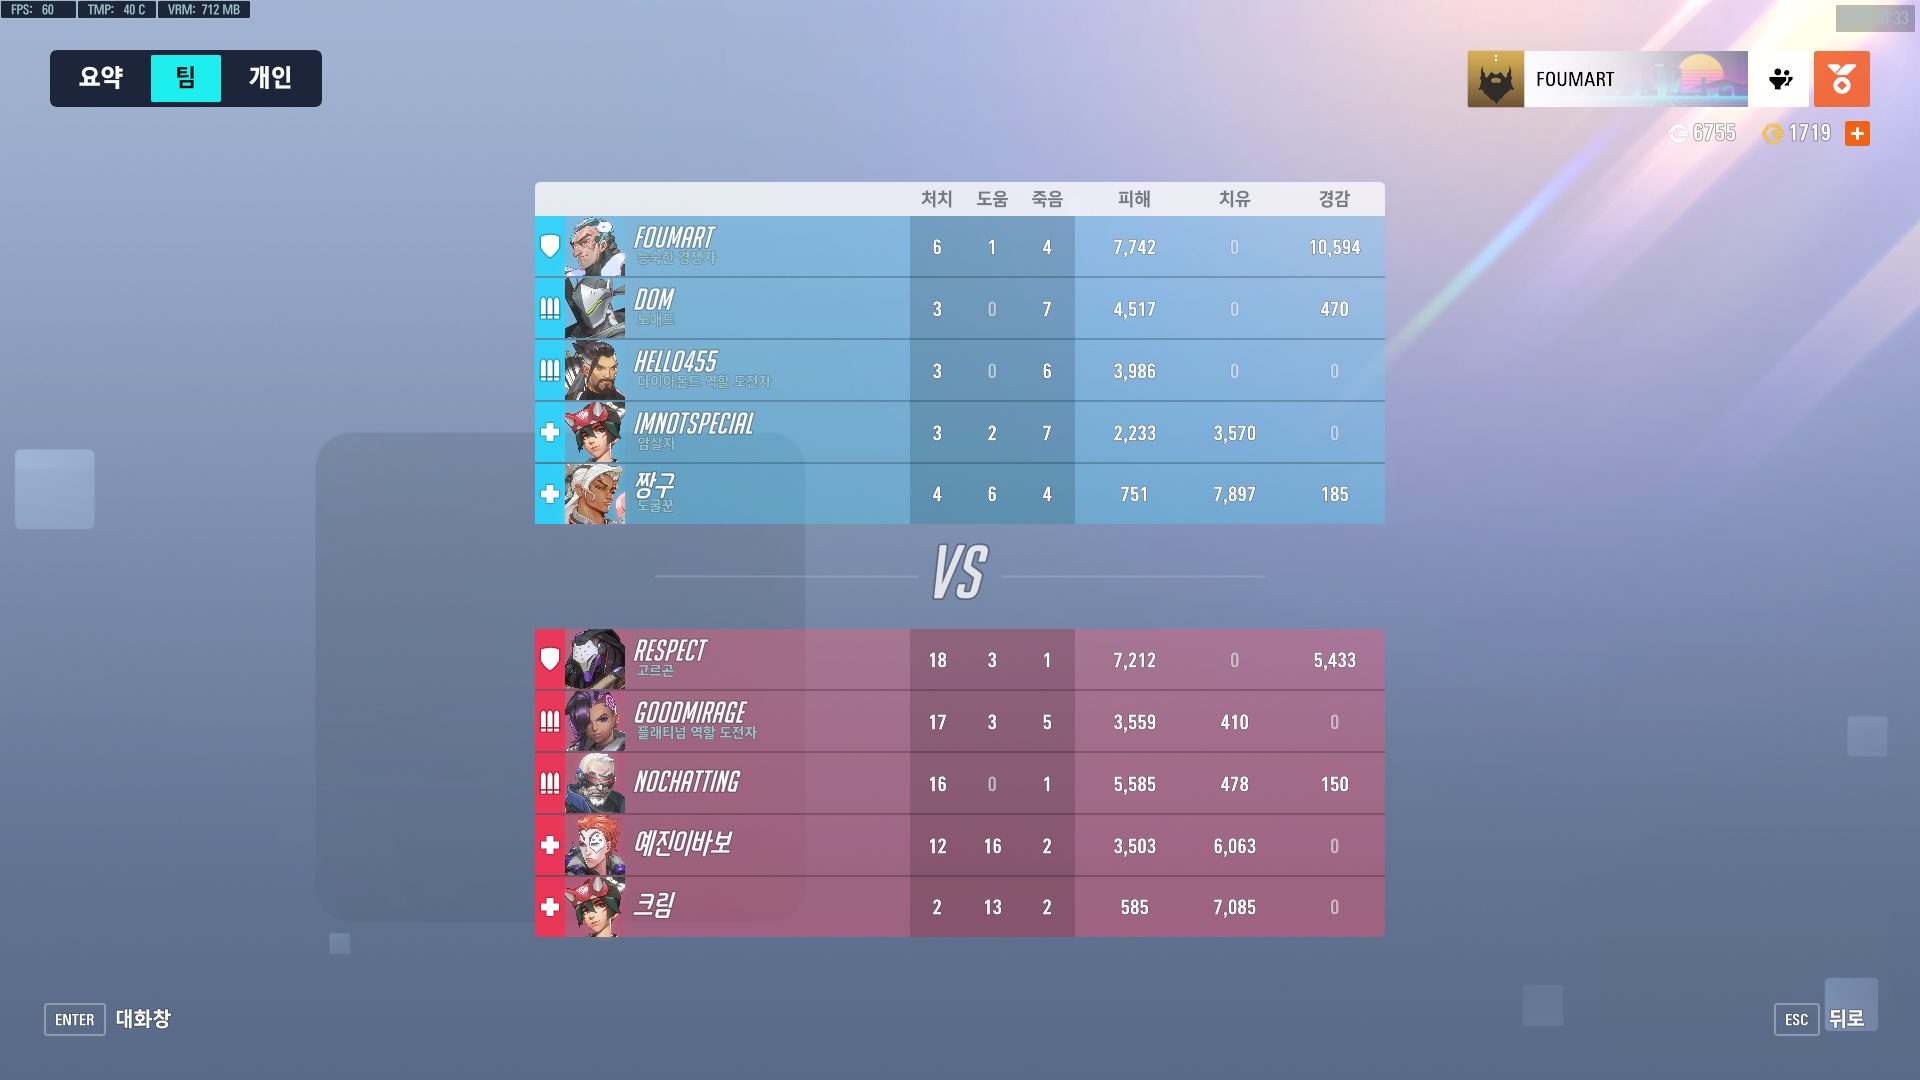 FPS: 60 TMP: 40 C VRM: 712 MB
요약 팀 개인
FOUMART
6755 1719 +
처치 도움 죽음 피해 치유 경감
FOUMART 6 1 4 7,742 0 10,594
능숙한 경쟁자
DOM 3 0 7 4,517 0 470
노매드
HELLO455 3 0 6 3,986 0 0
다이아몬드 역할 도전자
IMNOTSPECIAL 3 2 7 2,233 3,570 0
암살자
짱구 4 6 4 751 7,897 185
도굴꾼
VS
RESPECT 18 3 1 7,212 0 5,433
고르곤
GOODMIRAGE 17 3 5 3,559 410 0
플래티넘 역할 도전자
NOCHATTING 16 0 1 5,585 478 150
예진이바보 12 16 2 3,503 6,063 0
크림 2 13 2 585 7,085 0
ENTER 대화창
ESC 뒤로